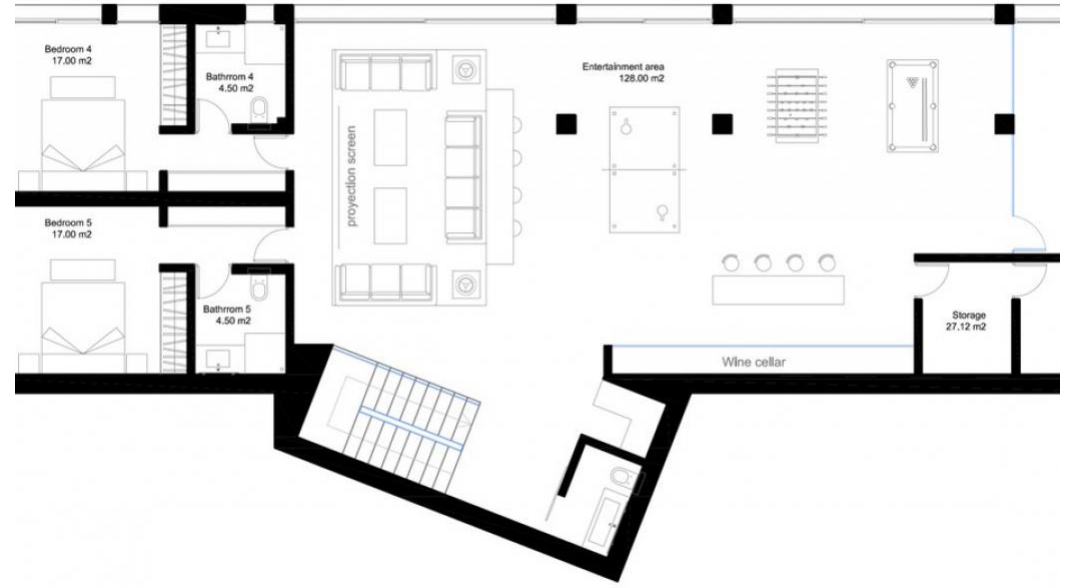 Bedroom 4
17.00 m2
Bathrrom 4
4.50 m2
Entertainment area
128.00 m2
proyection screen
Bedroom 5
17.00 m2
Bathrrom 5
4.50 m2
Storage
27.12 m2
Wine cellar